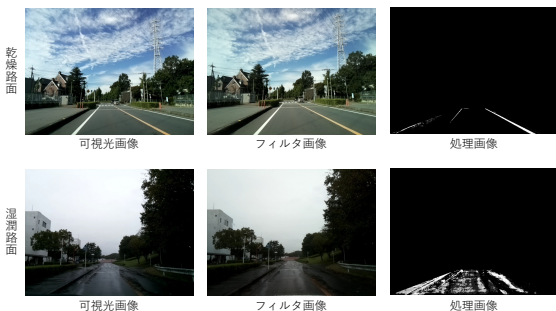 乾燥路面
可視光画像
フィルタ画像
処理画像
湿潤路面
可視光画像
フィルタ画像
処理画像